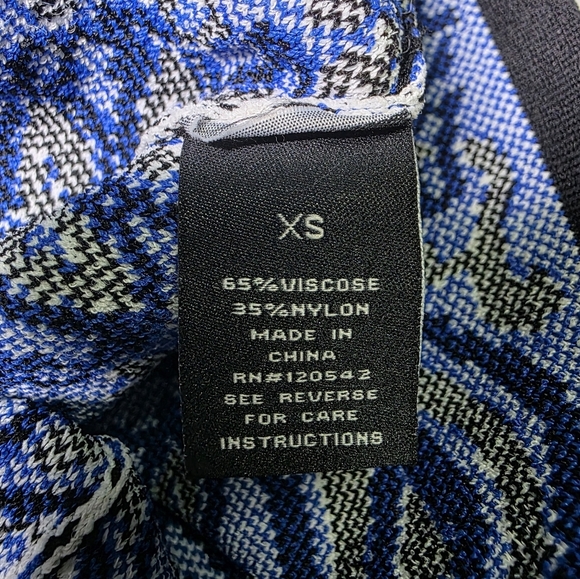 XS
65%VISCOSE
35%NYLON
MADE IN
CHINA
RN#120542
SEE REVERSE
FOR CARE
INSTRUCTIONS